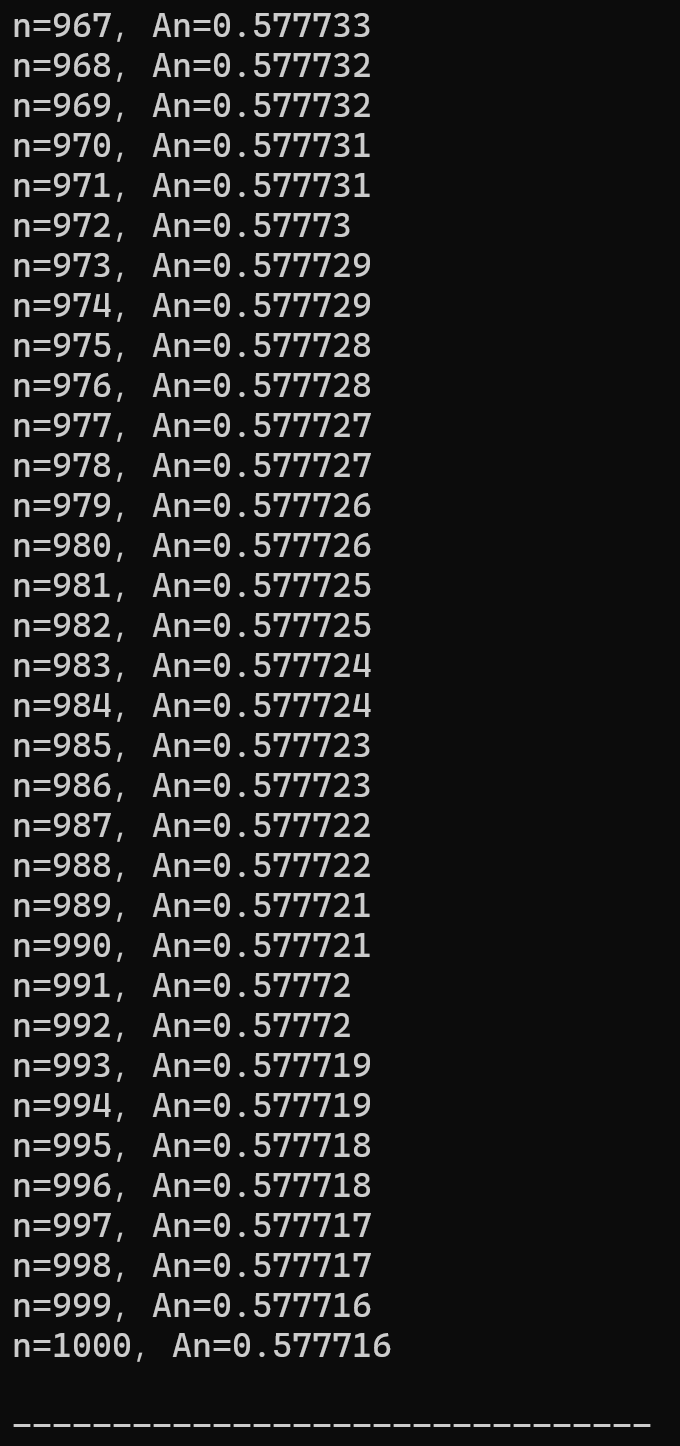 n=967, An=0.577733
n=968, An=0.577732
n=969, An=0.577732
n=970, An=0.577731
n=971, An=0.577731
n=972, An=0.57773
n=973, An=0.577729
n=974, An=0.577729
n=975, An=0.577728
n=976, An=0.577728
n=977, An=0.577727
n=978, An=0.577727
n=979, An=0.577726
n=980, An=0.577726
n=981, An=0.577725
n=982, An=0.577725
n=983, An=0.577724
n=984, An=0.577724
n=985, An=0.577723
n=986, An=0.577723
n=987, An=0.577722
n=988, An=0.577722
n=989, An=0.577721
n=990, An=0.577721
n=991, An=0.57772
n=992, An=0.57772
n=993, An=0.577719
n=994, An=0.577719
n=995, An=0.577718
n=996, An=0.577718
n=997, An=0.577717
n=998, An=0.577717
n=999, An=0.577716
n=1000, An=0.577716
--------------------------------